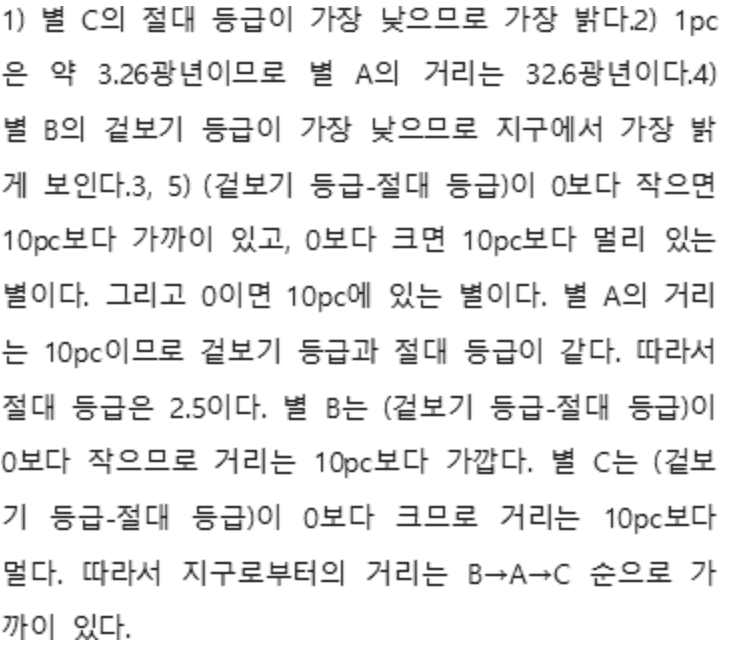 1) 별 C의 절대 등급이 가장 낮으므로 가장 밝다.2) 1pc
은 약 3.26광년이므로 별 A의 거리는 32.6광년이다.4)
별 B의 겉보기 등급이 가장 낮으므로 지구에서 가장 밝
게 보인다.3, 5) (겉보기 등급-절대 등급)이 0보다 작으면
10pc보다 가까이 있고, 0보다 크면 10pc보다 멀리 있는
별이다. 그리고 0이면 10pc에 있는 별이다. 별 A의 거리
는 10pc이므로 겉보기 등급과 절대 등급이 같다. 따라서
절대 등급은 2.5이다. 별 B는 (겉보기 등급-절대 등급)이
0보다 작으므로 거리는 10pc보다 가깝다. 별 C는 (겉보
기 등급-절대 등급)이 0보다 크므로 거리는 10pc보다
멀다. 따라서 지구로부터의 거리는 B→A→C 순으로 가
까이 있다.